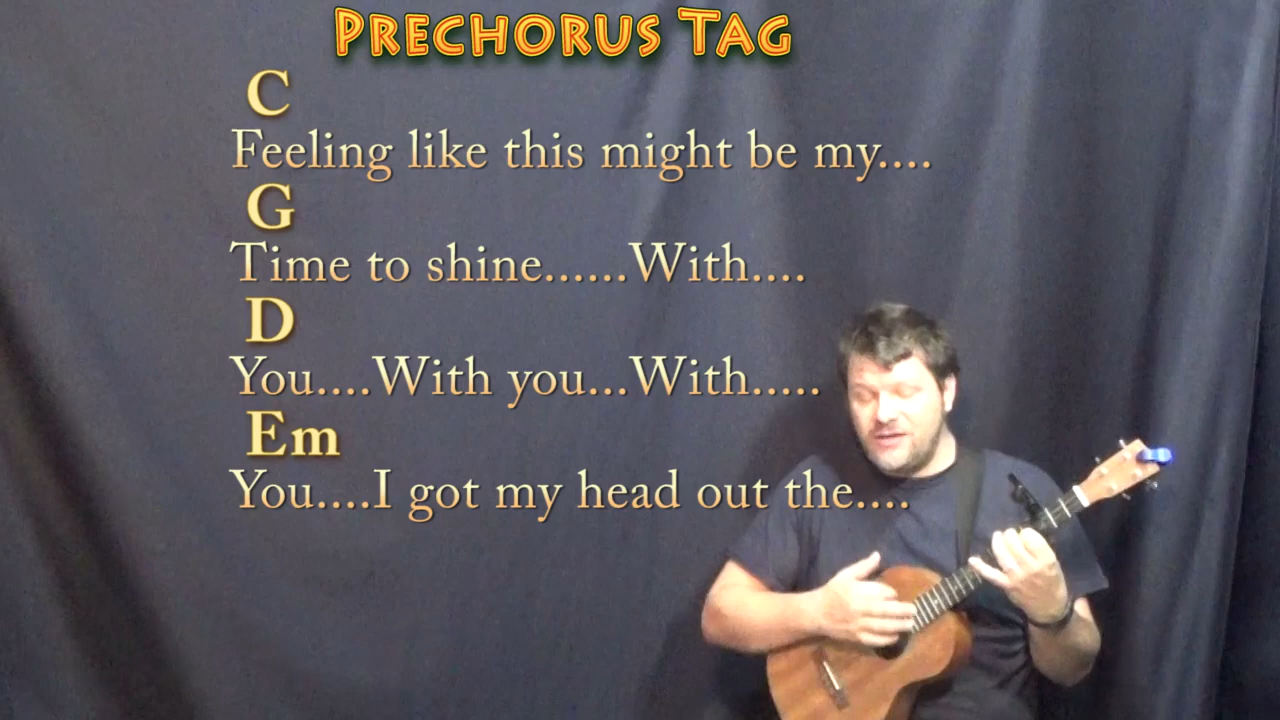 PRECHORUS TAG
C
Feeling like this might be my....
G
Time to shine......With....
D
You....With you...With.....
Em
You....I got my head out the....